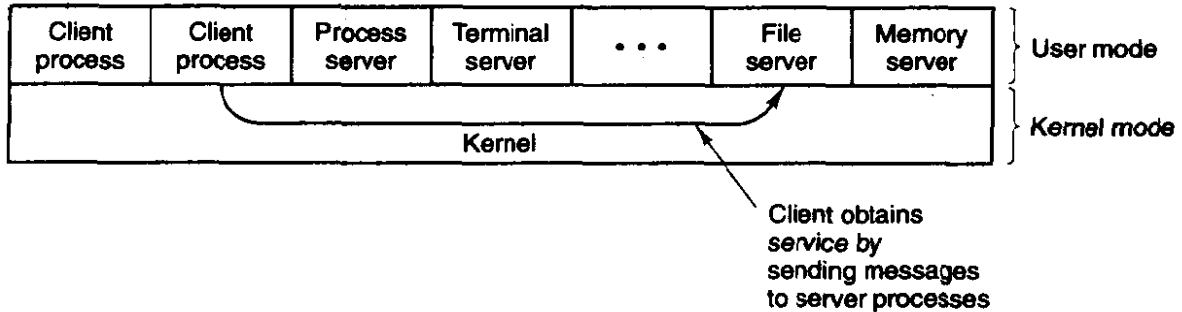 Client process
Client process
Process server
Terminal server
• • •
File server
Memory server
User mode
Kernel
Kernel mode
Client obtains
service by
sending messages
to server processes